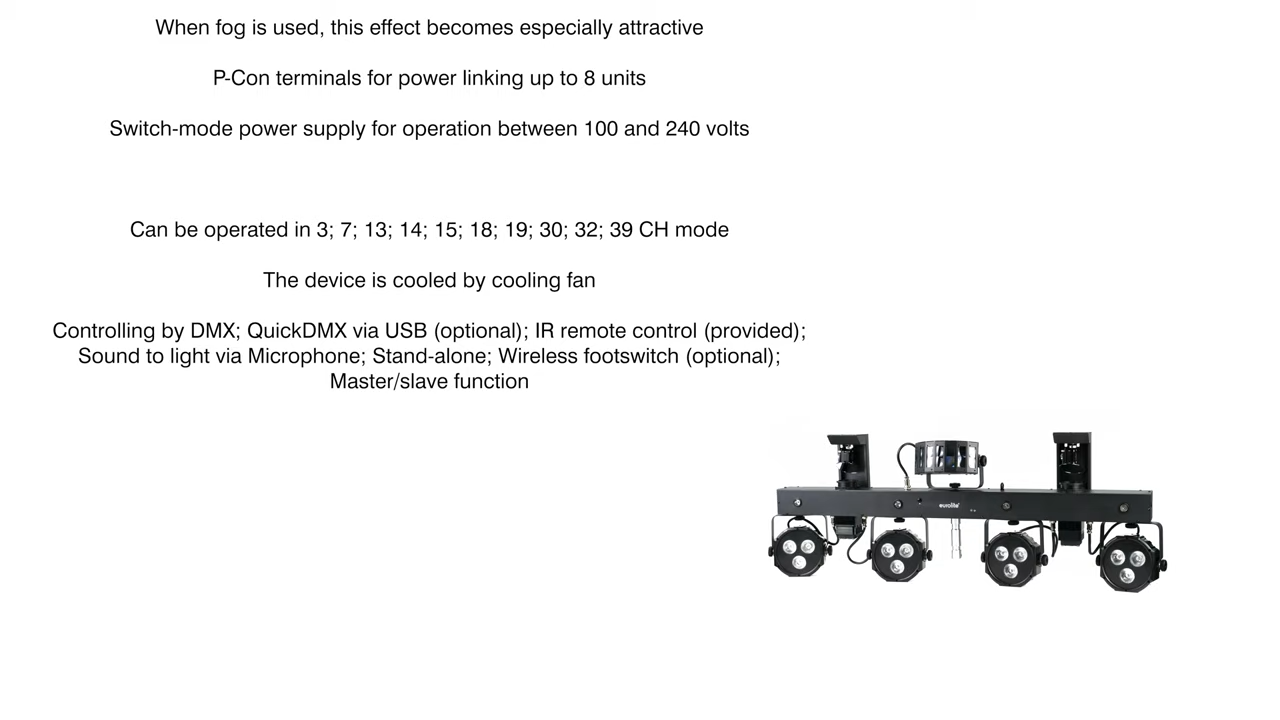 When fog is used, this effect becomes especially attractive
P-Con terminals for power linking up to 8 units
Switch-mode power supply for operation between 100 and 240 volts
Can be operated in 3; 7; 13; 14; 15; 18; 19; 30; 32; 39 CH mode
The device is cooled by cooling fan
Controlling by DMX; QuickDMX via USB (optional); IR remote control (provided);
Sound to light via Microphone; Stand-alone; Wireless footswitch (optional);
Master/slave function
eurolite